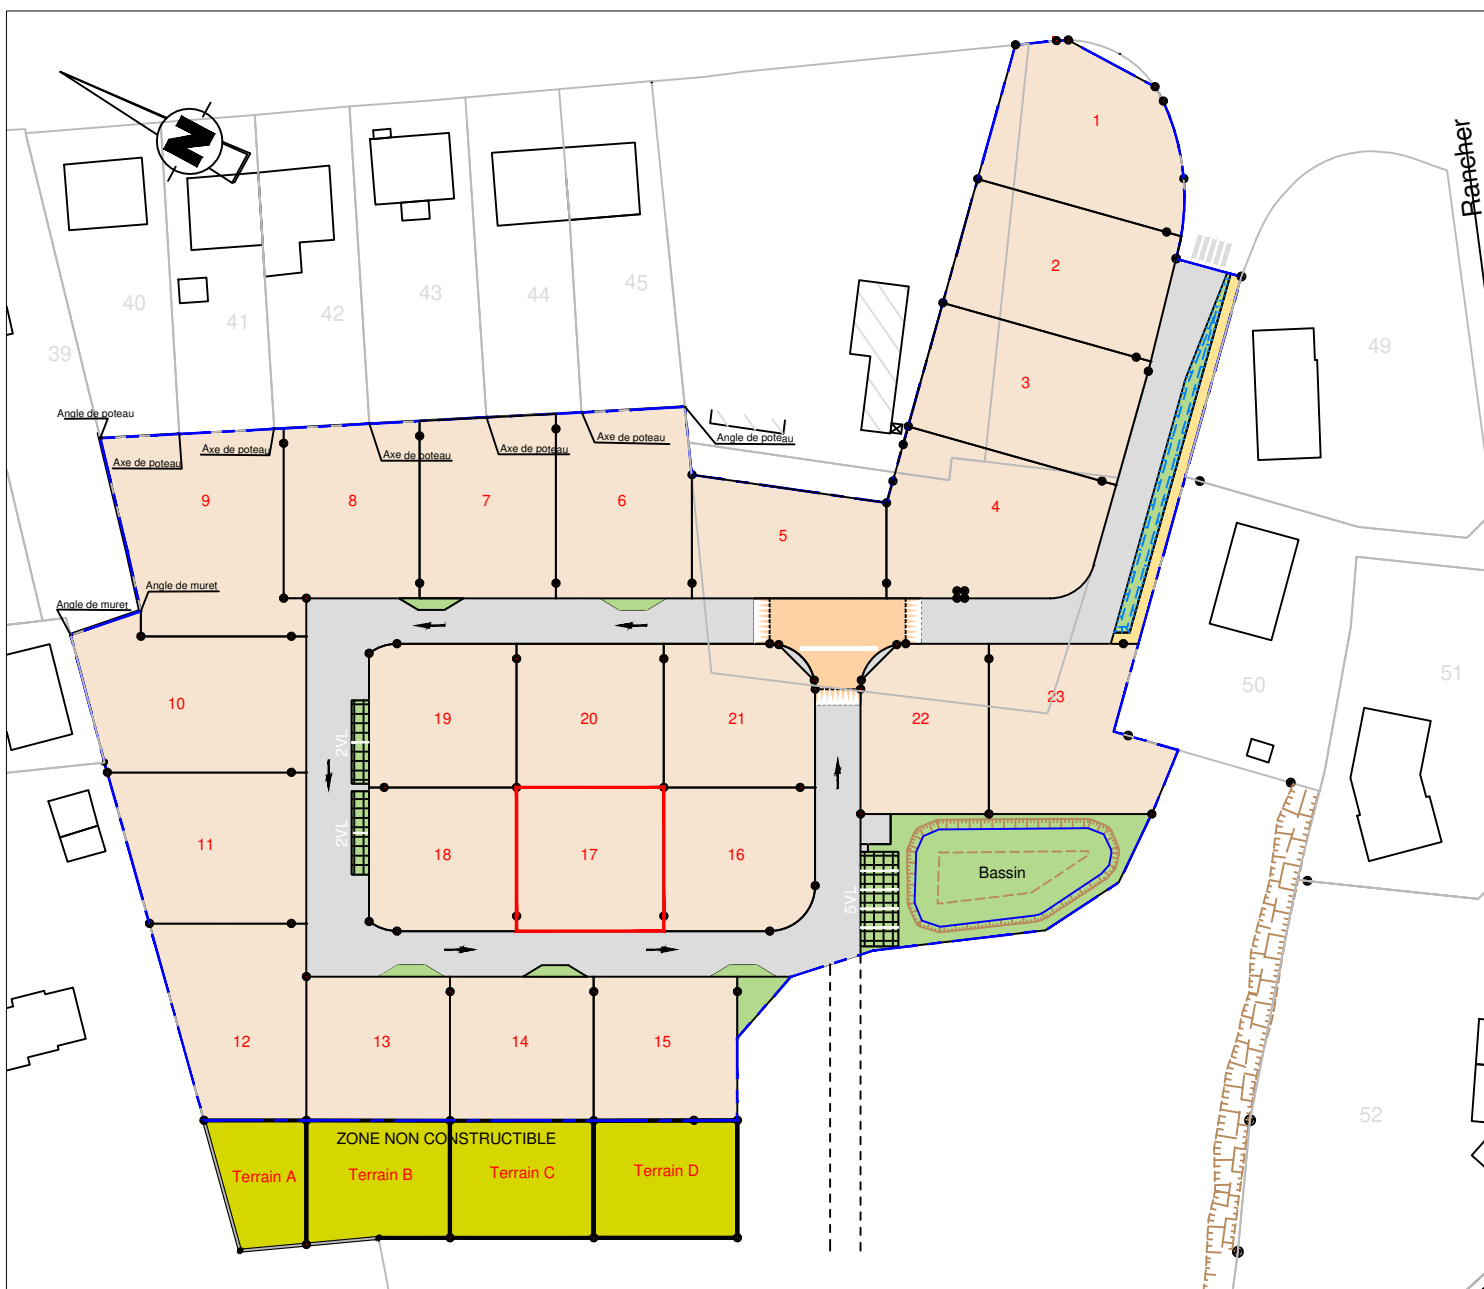 N
Rancher
1
2
3
4
49
40
41
42
43
44
45
39
Angle de poteau
Axe de poteau
Axe de poteau
Axe de poteau
Axe de poteau
Axe de poteau
Angle de poteau
9
8
7
6
5
Angle de muret
Angle de muret
10
19
20
21
22
23
50
51
2VL
2VL
11
18
17
16
5VL
Bassin
12
13
14
15
52
ZONE NON CONSTRUCTIBLE
Terrain A
Terrain B
Terrain C
Terrain D